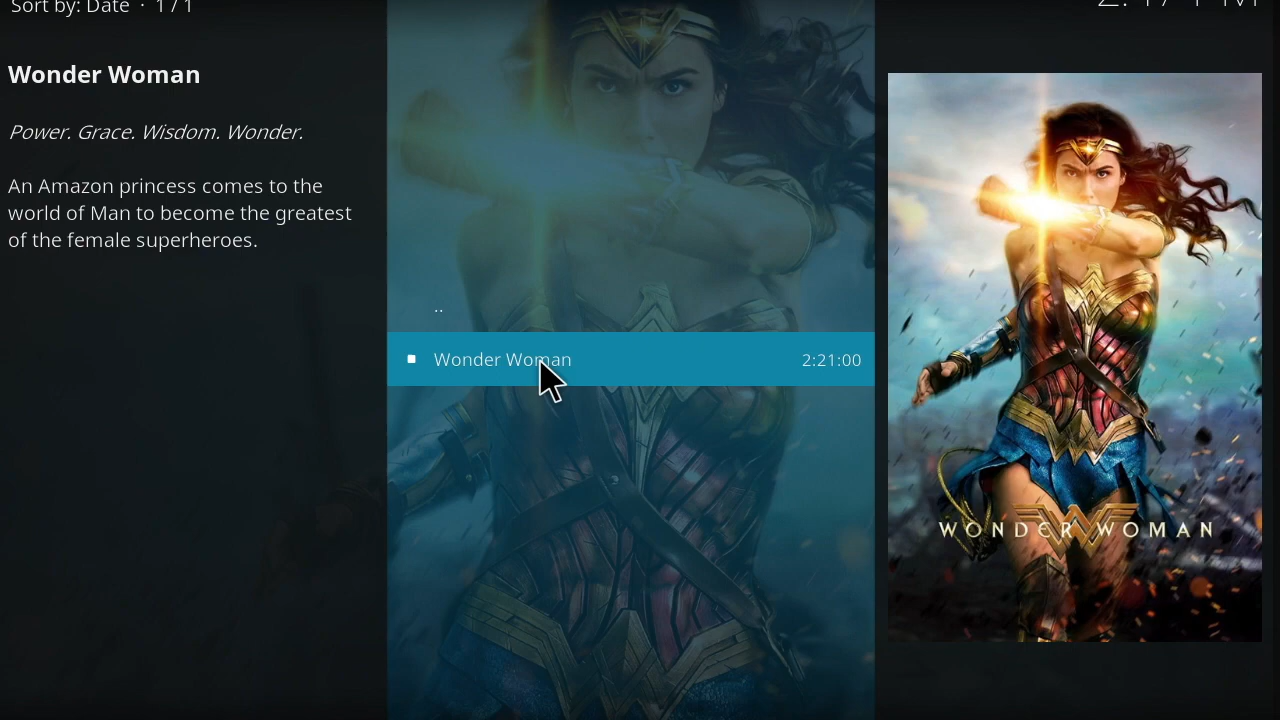 Sort by: Date · 1 / 1
Wonder Woman
Power. Grace. Wisdom. Wonder.
An Amazon princess comes to the
world of Man to become the greatest
of the female superheroes.
..
Wonder Woman 2:21:00
WONDER WOMAN